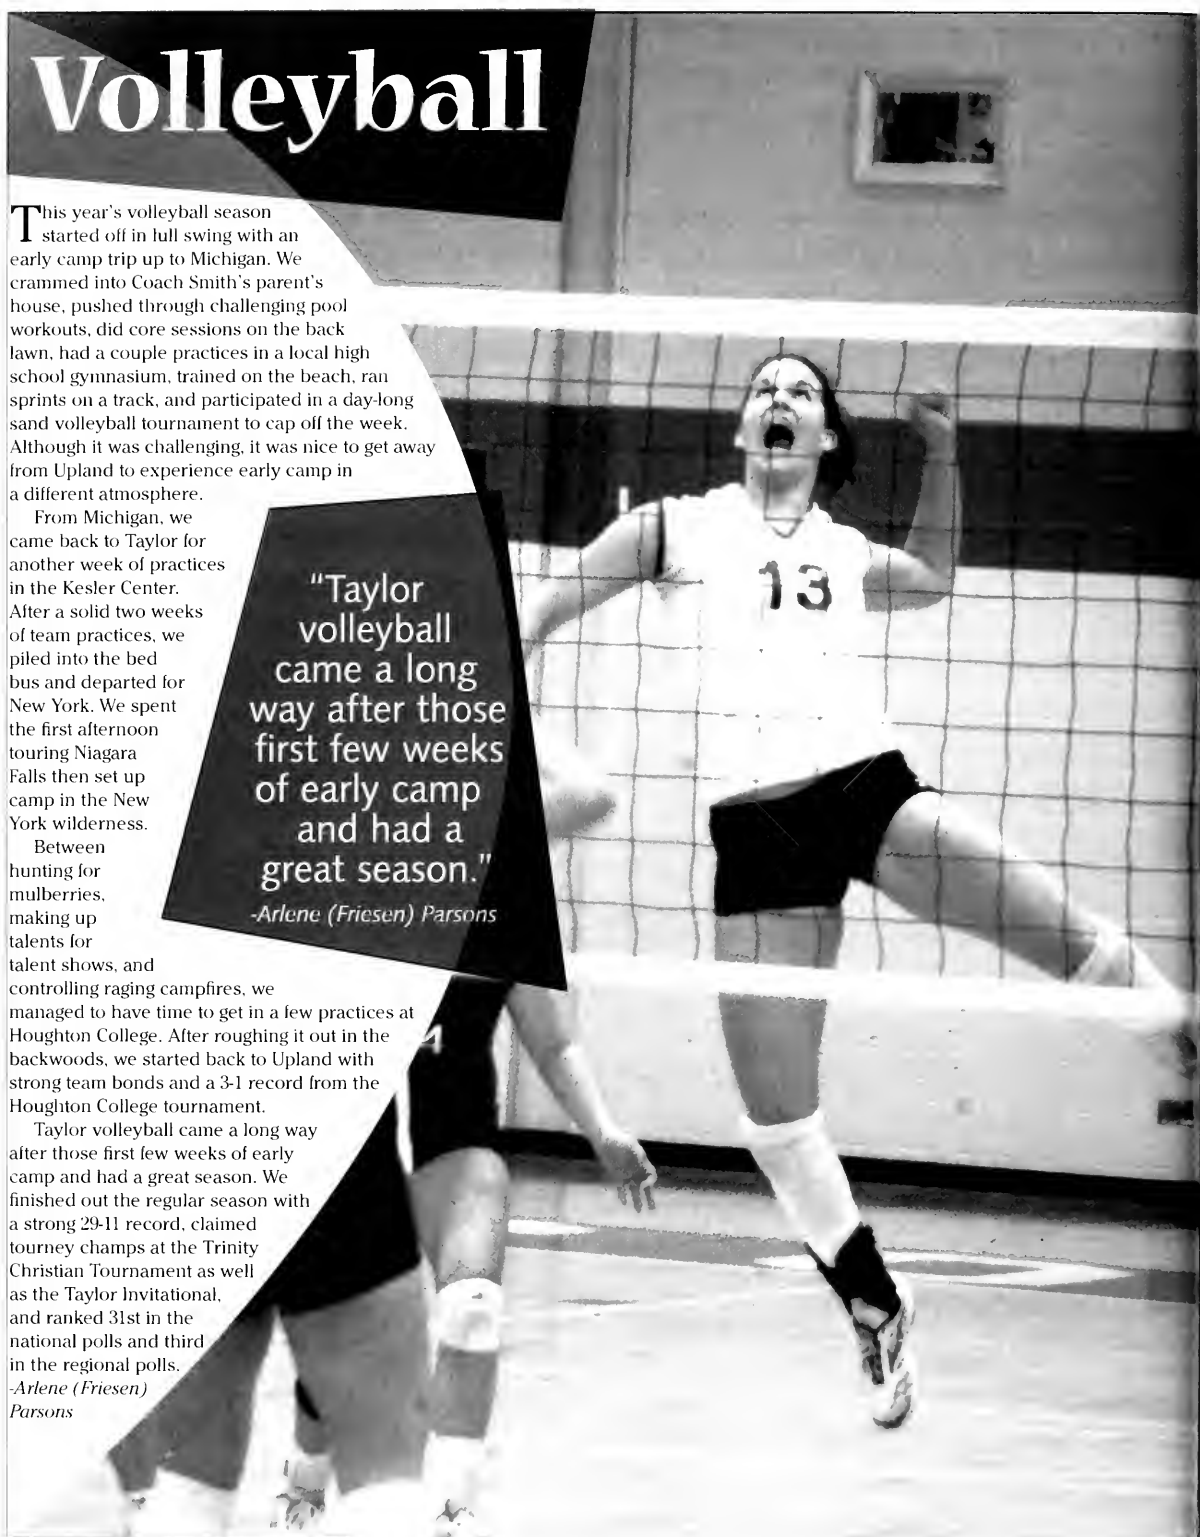 Volleyball
This year's volleyball season
started off in full swing with an
early camp trip up to Michigan. We
crammed into Coach Smith's parent's
house, pushed through challenging pool
workouts, did core sessions on the back
lawn, had a couple practices in a local high
school gymnasium, trained on the beach, ran
sprints on a track, and participated in a day-long
sand volleyball tournament to cap off the week.
Although it was challenging, it was nice to get away
from Upland to experience early camp in
a different atmosphere.
From Michigan, we
came back to Taylor for
another week of practices
in the Kesler Center.
After a solid two weeks
of team practices, we
piled into the bed
bus and departed for
New York. We spent
the first afternoon
touring Niagara
Falls then set up
camp in the New
York wilderness.
Between
hunting for
mulberries,
making up
talents for
talent shows, and
controlling raging campfires, we
managed to have time to get in a few practices at
Houghton College. After roughing it out in the
backwoods, we started back to Upland with
strong team bonds and a 3-1 record from the
Houghton College tournament.
Taylor volleyball came a long way
after those first few weeks of early
camp and had a great season. We
finished out the regular season with
a strong 29-11 record, claimed
tourney champs at the Trinity
Christian Tournament as well
as the Taylor Invitational,
and ranked 31st in the
national polls and third
in the regional polls.
-Arlene (Friesen)
Parsons
"Taylor
volleyball
came a long
way after those
first few weeks
of early camp
and had a
great season."
-Arlene (Friesen) Parsons
13